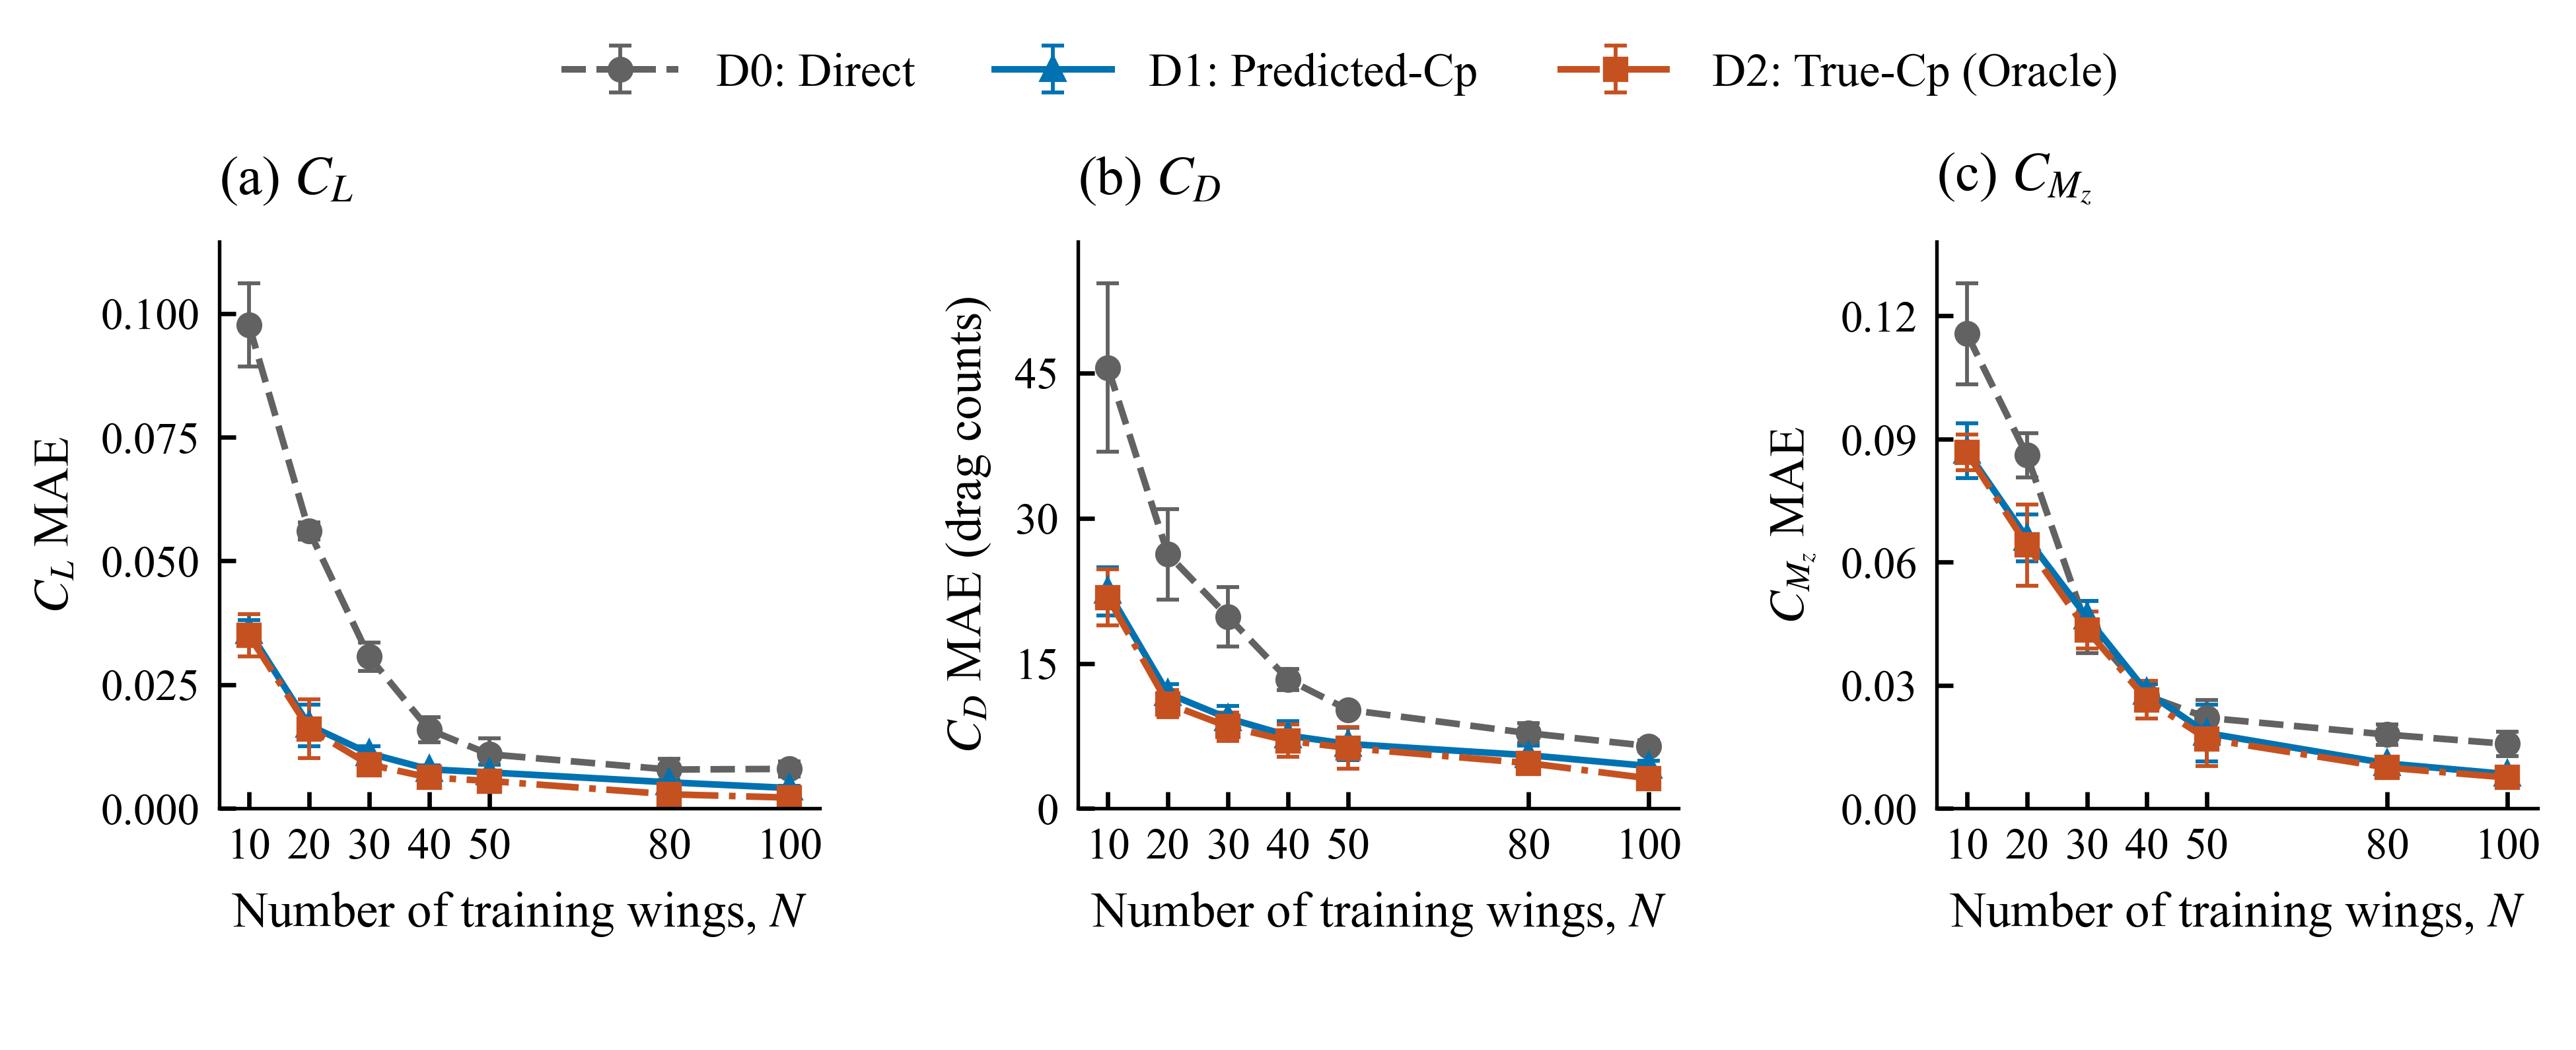 D0: Direct
D1: Predicted-Cp
D2: True-Cp (Oracle)
(a) C_L
C_L MAE
0.100
0.075
0.050
0.025
0.000
10 20 30 40 50 80 100
Number of training wings, N
(b) C_D
C_D MAE (drag counts)
45
30
15
0
10 20 30 40 50 80 100
Number of training wings, N
(c) C_{M_z}
C_{M_z} MAE
0.12
0.09
0.06
0.03
0.00
10 20 30 40 50 80 100
Number of training wings, N